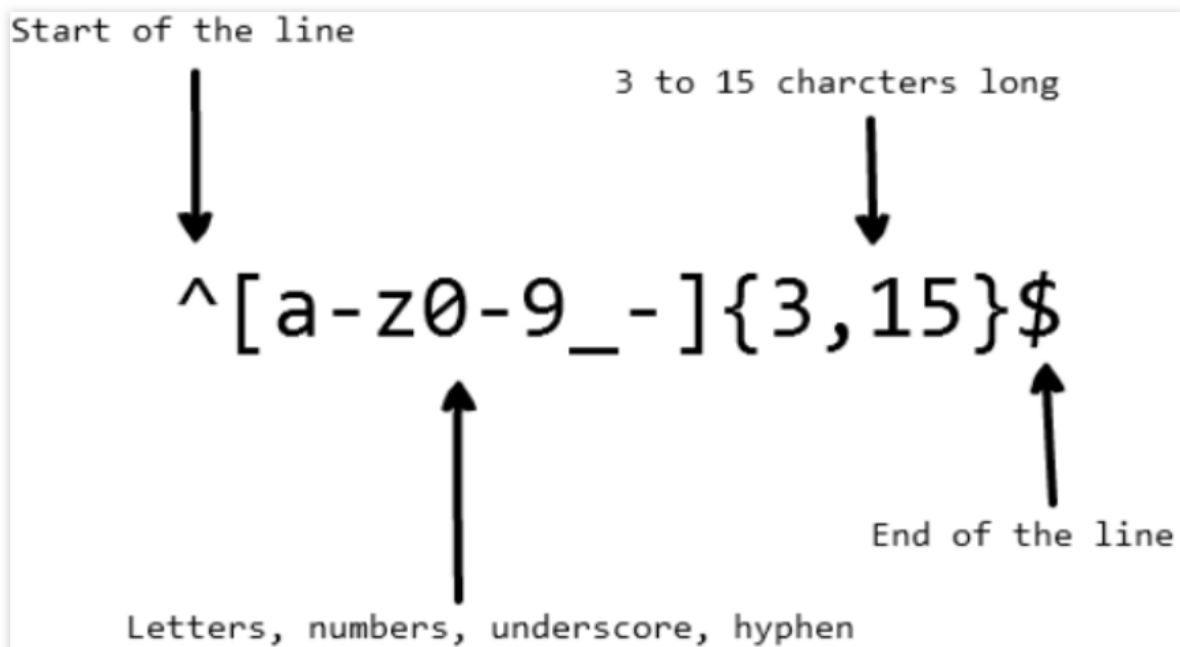 Start of the line
3 to 15 charcters long
^[a-z0-9_-]{3,15}$
End of the line
Letters, numbers, underscore, hyphen